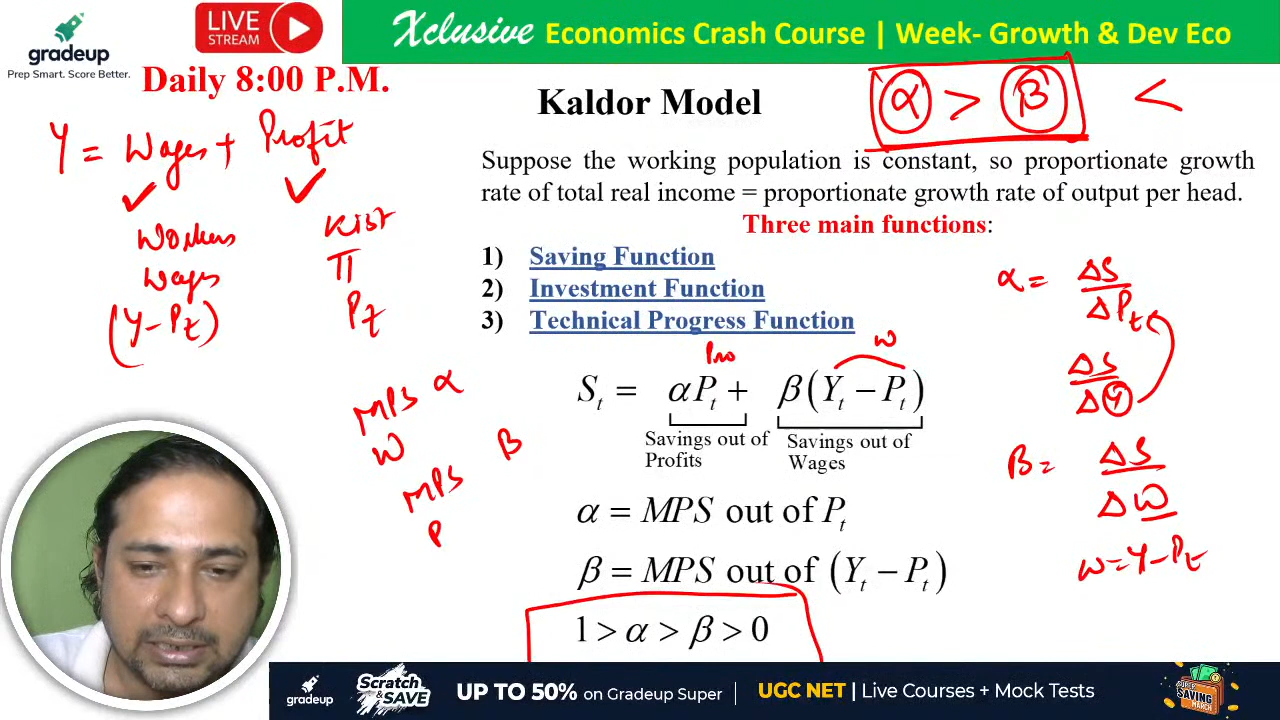 gradeup
Prep Smart. Score Better.
LIVE
STREAM
Xclusive Economics Crash Course | Week- Growth & Dev Eco
Daily 8:00 P.M.
Kaldor Model
α > β <
Y = Wages + Profit
Suppose the working population is constant, so proportionate growth
rate of total real income = proportionate growth rate of output per head.
Three main functions:
1) Saving Function
2) Investment Function
3) Technical Progress Function
Workers
Wages π
(Y-Pt) Pt
α = ΔS
ΔPt
ΔS
ΔY
Pro W
St = αPt + β(Yt − Pt)
Savings out of Profits
Savings out of Wages
MPS α
W
MPS β
P
β = ΔS
ΔW
W=Y-Pt
α = MPS out of Pt
β = MPS out of (Yt − Pt)
1 > α > β > 0
gradeup
Scratch
& SAVE
UP TO 50% on Gradeup Super
UGC NET | Live Courses + Mock Tests
SUPER
SAVING
MARCH